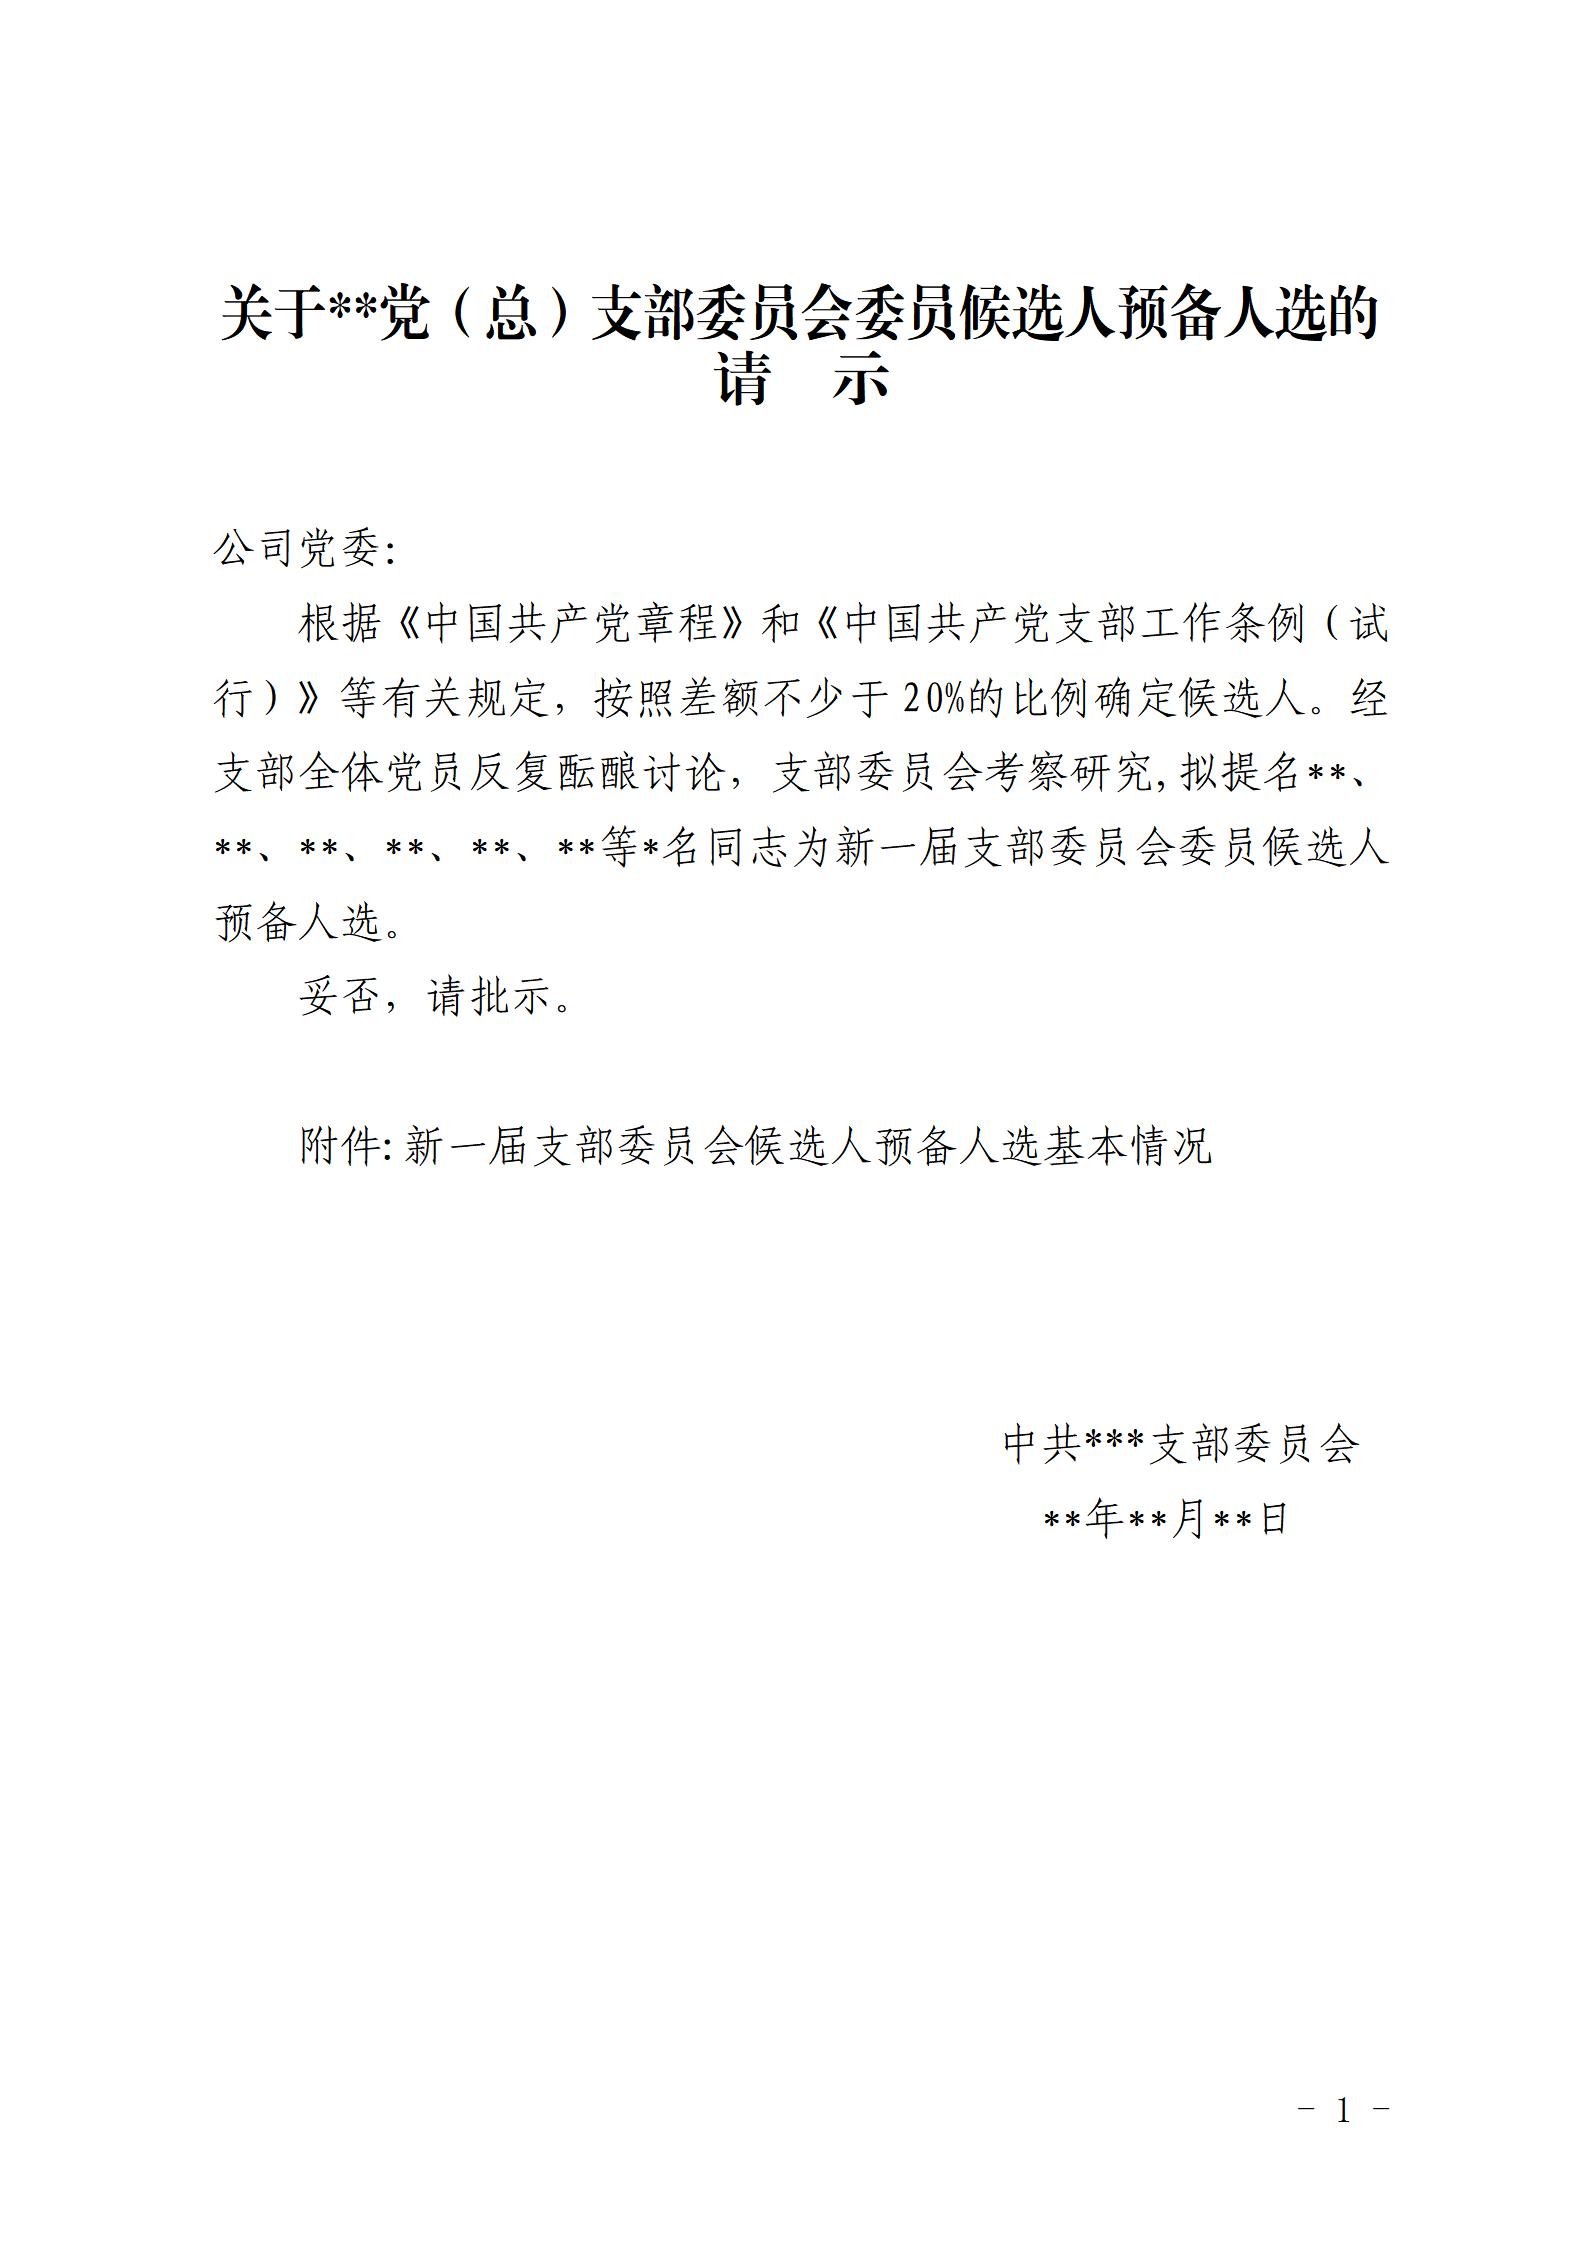 关于**党（总）支部委员会委员候选人预备人选的
请　示
公司党委：
根据《中国共产党章程》和《中国共产党支部工作条例（试
行）》等有关规定，按照差额不少于 20%的比例确定候选人。经
支部全体党员反复酝酿讨论，支部委员会考察研究,拟提名**、
**、**、**、**、**等*名同志为新一届支部委员会委员候选人
预备人选。
妥否，请批示。
附件:新一届支部委员会候选人预备人选基本情况
中共***支部委员会
**年**月**日
- 1 -